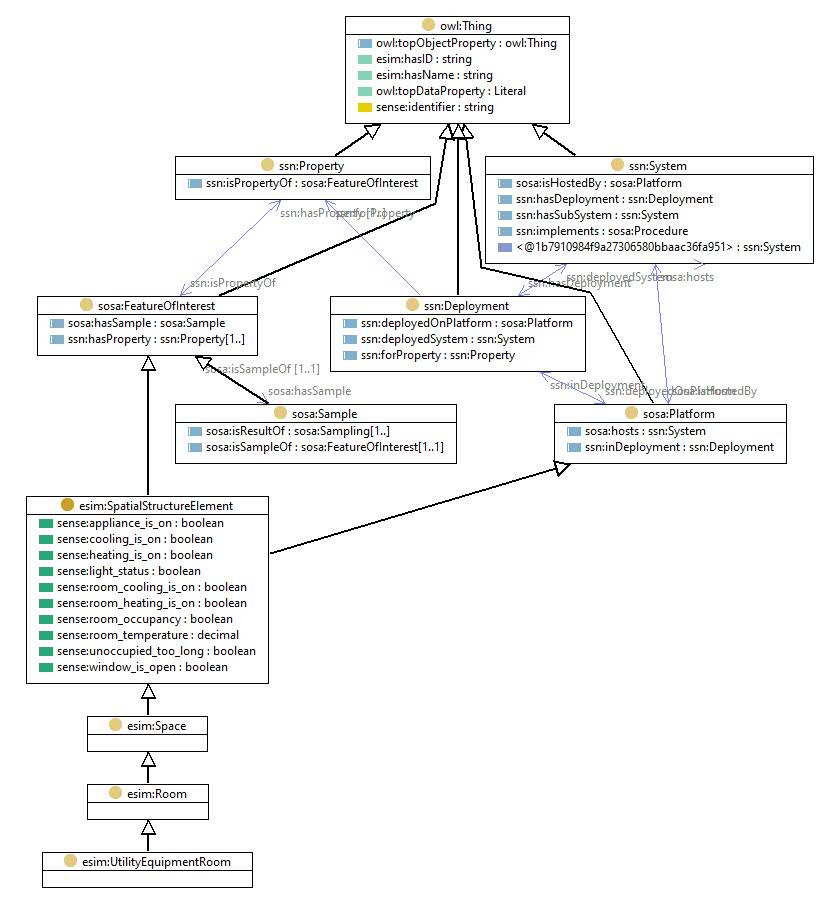 owl:Thing
owl:topObjectProperty : owl:Thing
esim:hasID : string
esim:hasName : string
owl:topDataProperty : Literal
sense:identifier : string
ssn:Property
ssn:isPropertyOf : sosa:FeatureOfInterest
ssn:System
sosa:isHostedBy : sosa:Platform
ssn:hasDeployment : ssn:Deployment
ssn:hasSubSystem : ssn:System
ssn:implements : sosa:Procedure
<@1b7910984f9a27306580bbaac36fa951> : ssn:System
ssn:hasProperty [1..]
ssn:forProperty
ssn:isPropertyOf
ssn:hasDeployment
ssn:deployedSystem
sosa:hosts
sosa:FeatureOfInterest
sosa:hasSample : sosa:Sample
ssn:hasProperty : ssn:Property[1..]
ssn:Deployment
ssn:deployedOnPlatform : sosa:Platform
ssn:deployedSystem : ssn:System
ssn:forProperty : ssn:Property
sosa:isSampleOf [1..1]
sosa:hasSample
ssn:inDeployment
ssn:deployedOnPlatform
sosa:isHostedBy
sosa:Sample
sosa:isResultOf : sosa:Sampling[1..]
sosa:isSampleOf : sosa:FeatureOfInterest[1..1]
sosa:Platform
sosa:hosts : ssn:System
ssn:inDeployment : ssn:Deployment
esim:SpatialStructureElement
sense:appliance_is_on : boolean
sense:cooling_is_on : boolean
sense:heating_is_on : boolean
sense:light_status : boolean
sense:room_cooling_is_on : boolean
sense:room_heating_is_on : boolean
sense:room_occupancy : boolean
sense:room_temperature : decimal
sense:unoccupied_too_long : boolean
sense:window_is_open : boolean
esim:Space
esim:Room
esim:UtilityEquipmentRoom